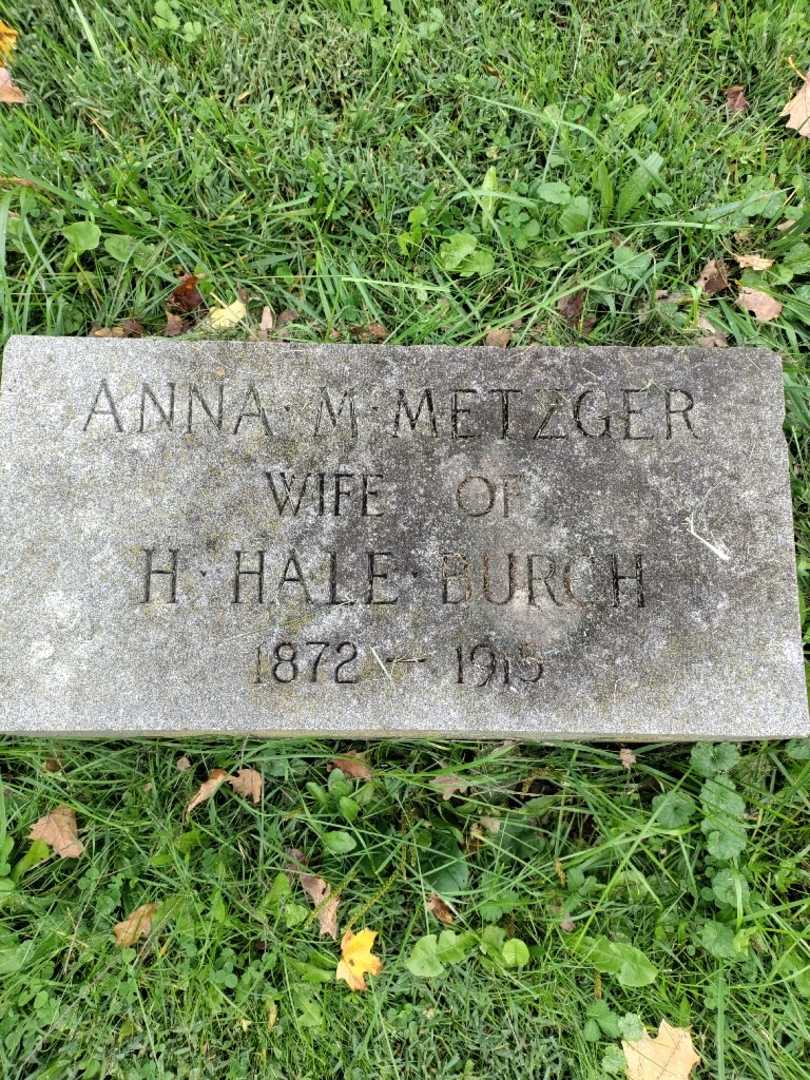 ANNA · M · METZGER
WIFE OF
H · HALE · BURCH
1872 – 1915